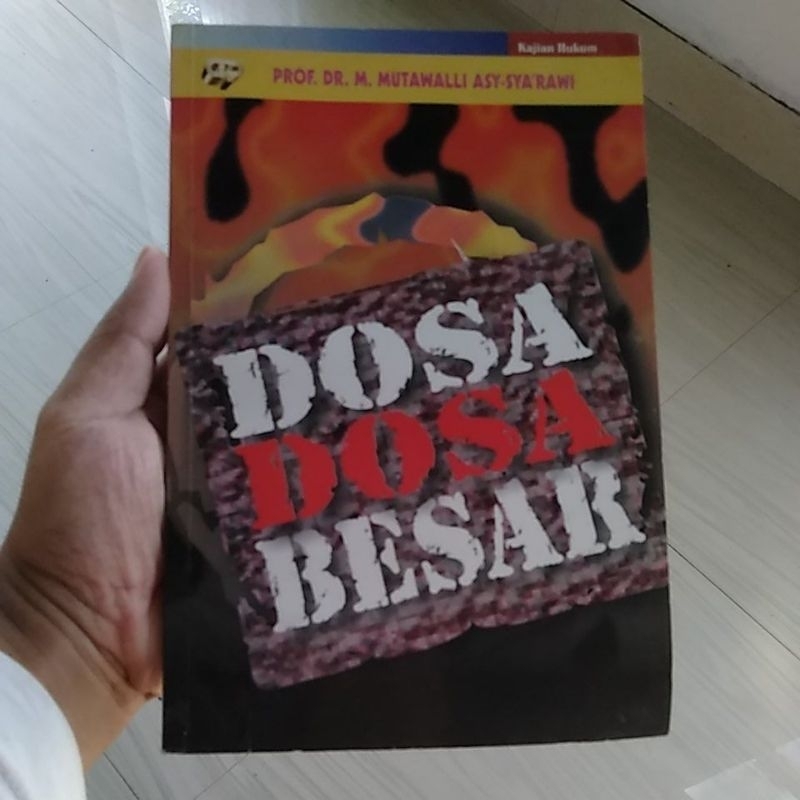 Kajian Hukum
PROF. DR. M. MUTAWALLI ASY-SYA'RAWI
DOSA
DOSA
BESAR